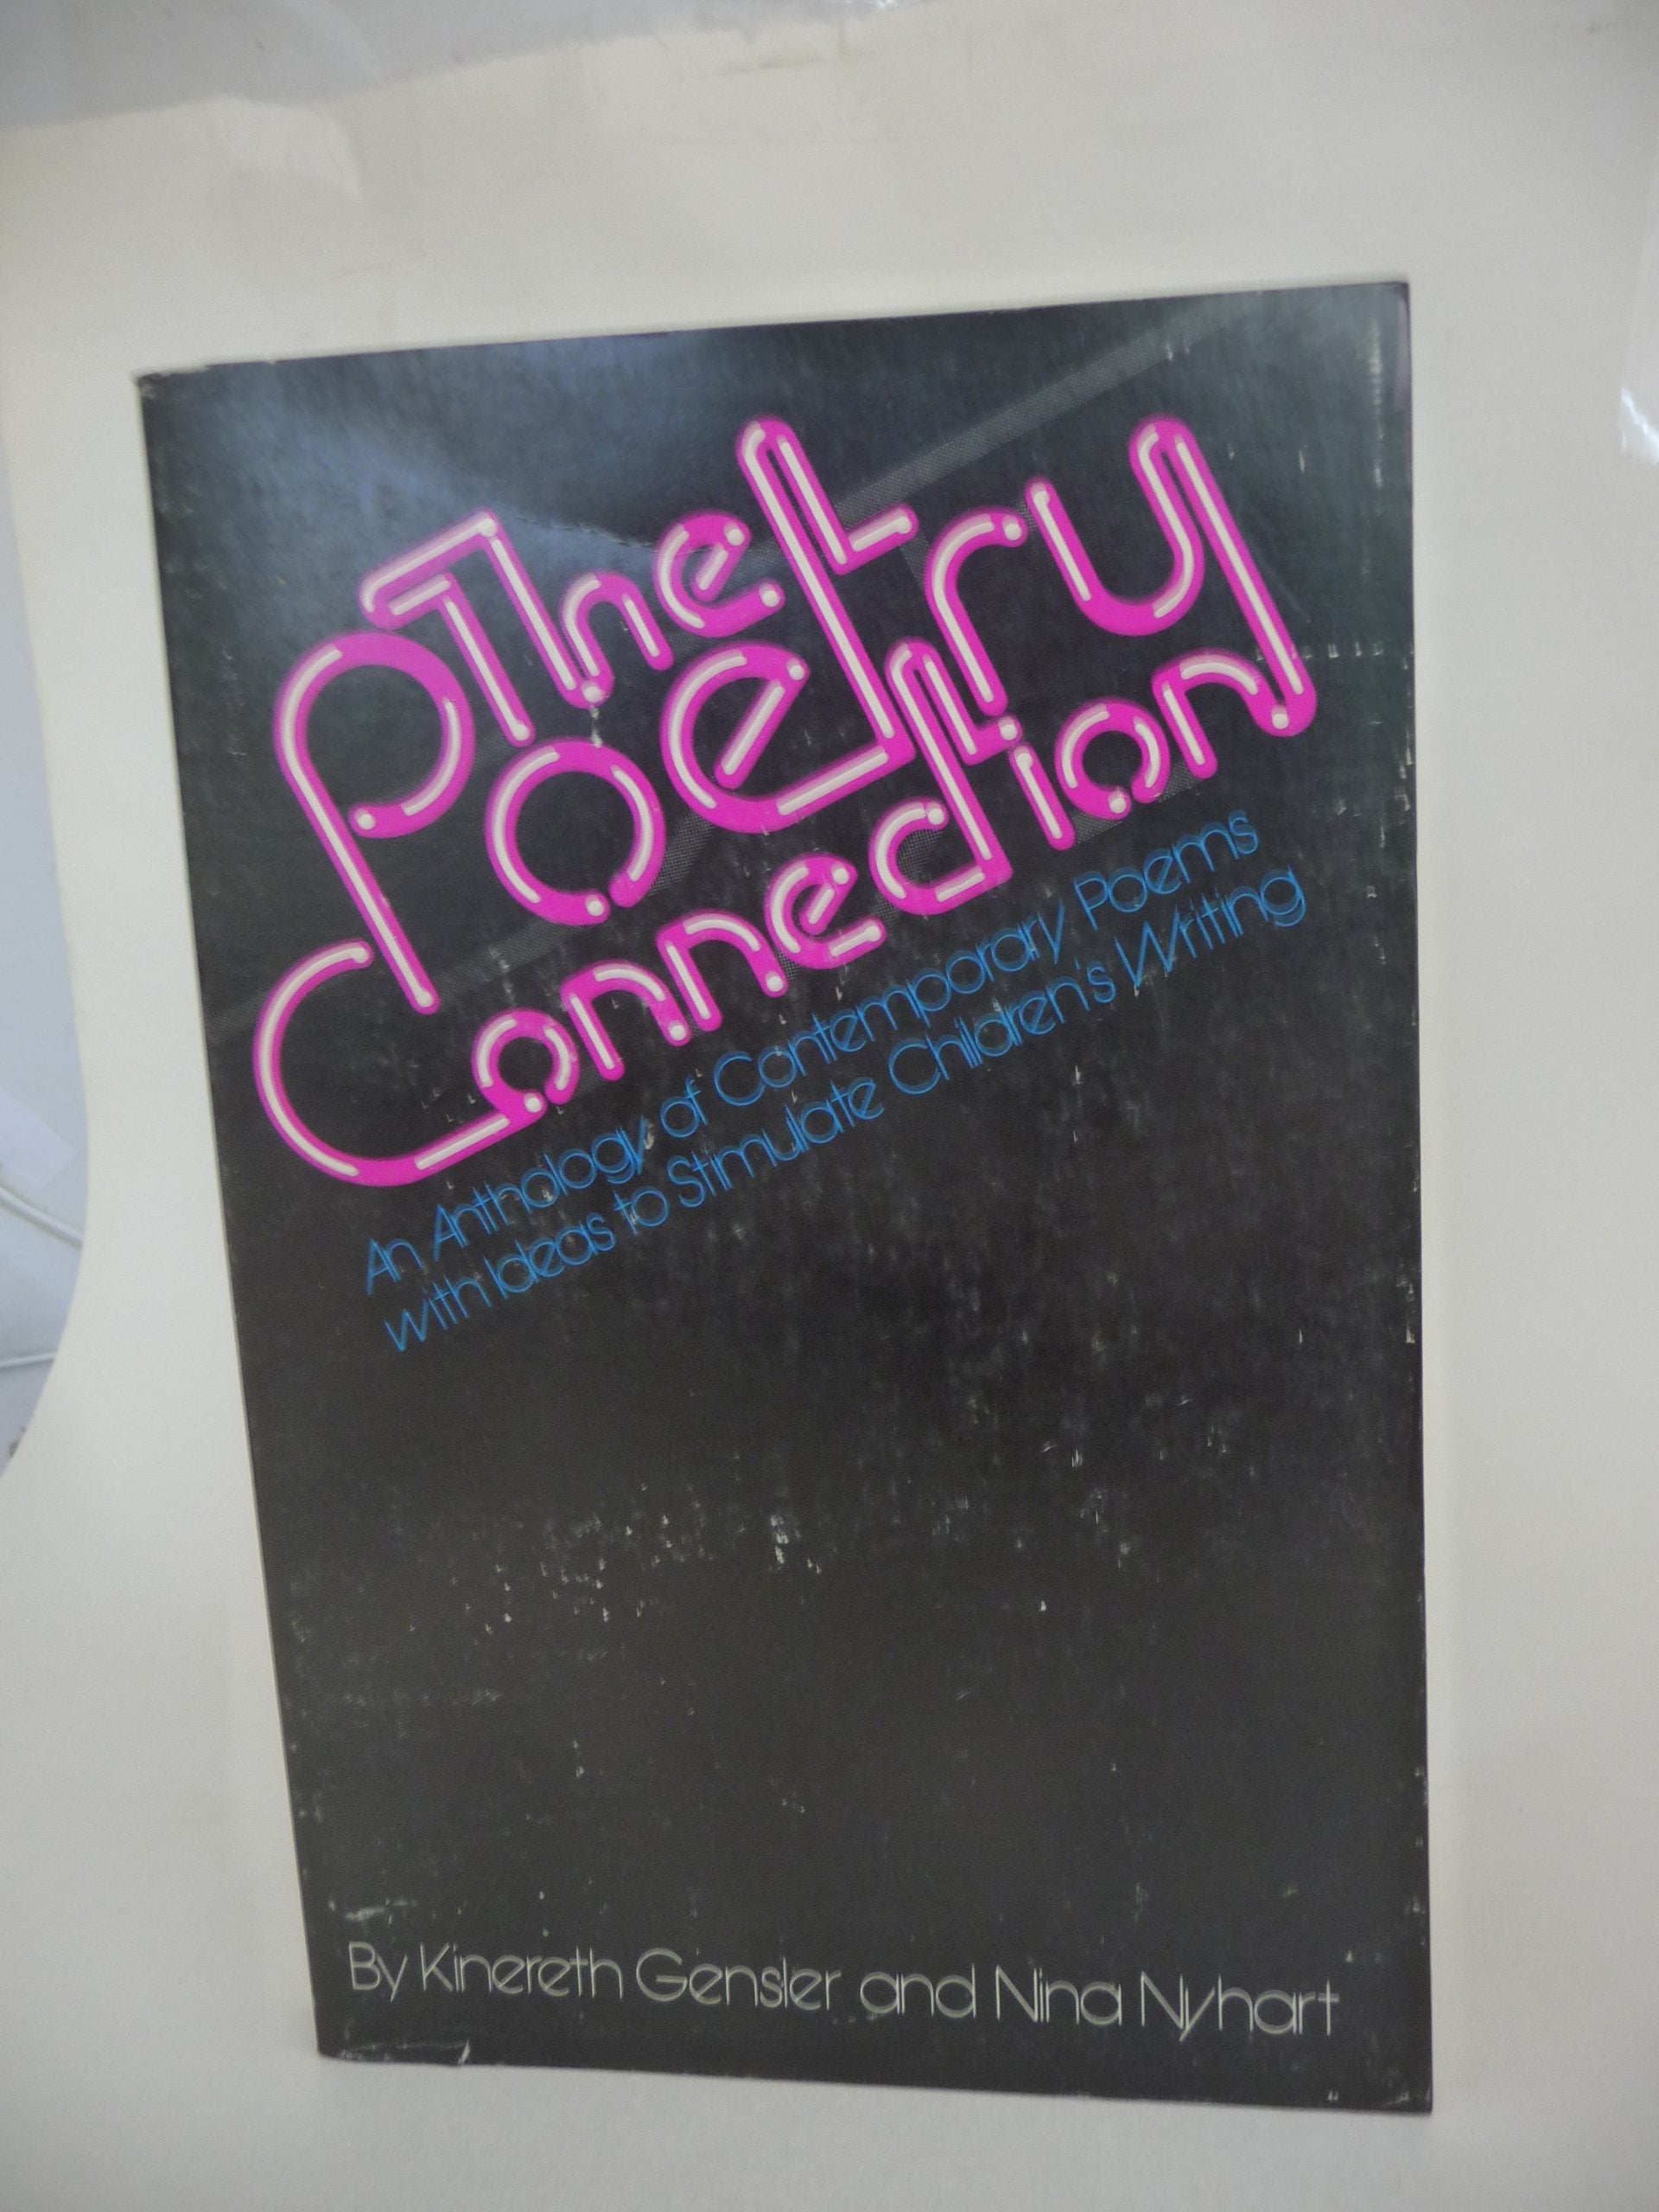 The
Poetry
Connection
An Anthology of Contemporary Poems
with Ideas to Stimulate Children's Writing
By Kinereth Gensler and Nina Nyhart